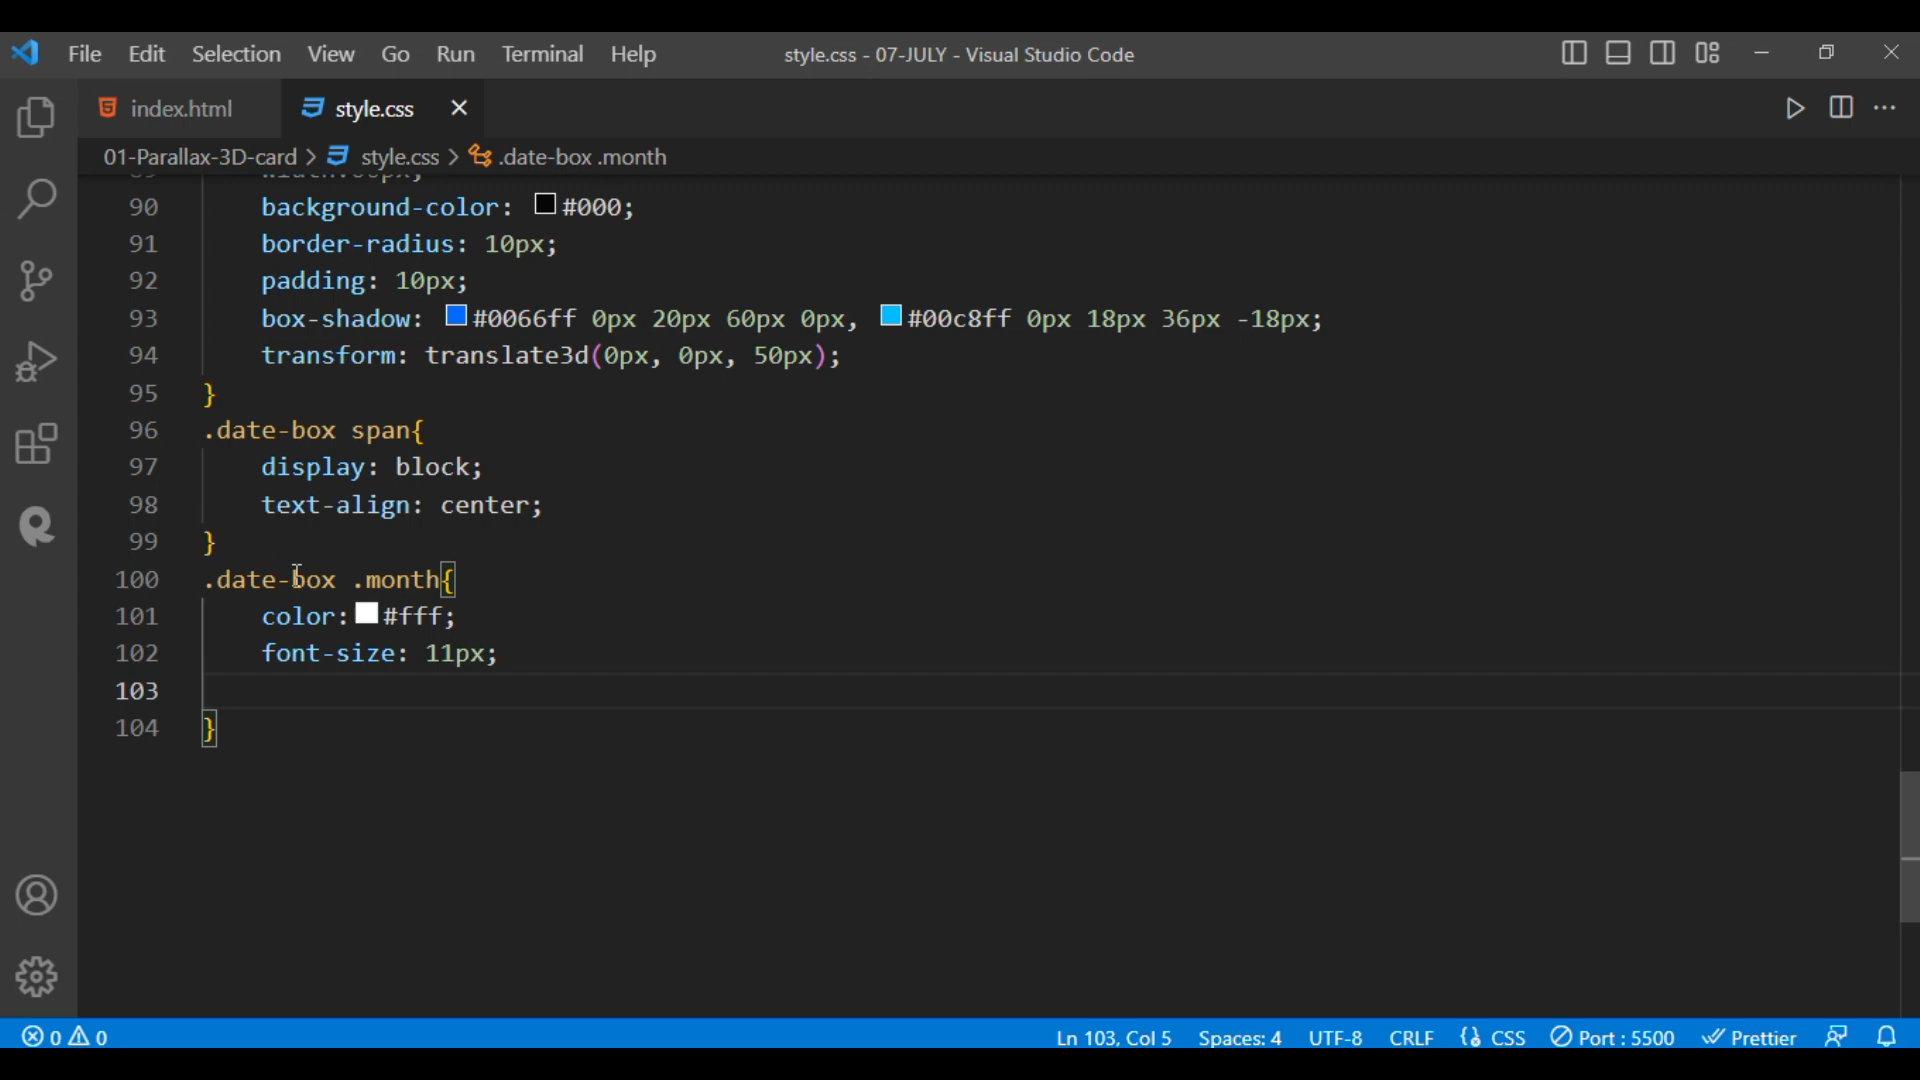 File Edit Selection View Go Run Terminal Help style.css - 07-JULY - Visual Studio Code
index.html style.css
01-Parallax-3D-card > style.css > .date-box .month
90 background-color: #000;
91 border-radius: 10px;
92 padding: 10px;
93 box-shadow: #0066ff 0px 20px 60px 0px, #00c8ff 0px 18px 36px -18px;
94 transform: translate3d(0px, 0px, 50px);
95 }
96 .date-box span{
97 display: block;
98 text-align: center;
99 }
100 .date-box .month{
101 color:#fff;
102 font-size: 11px;
103
104 }
0 0 Ln 103, Col 5 Spaces: 4 UTF-8 CRLF CSS Port : 5500 Prettier